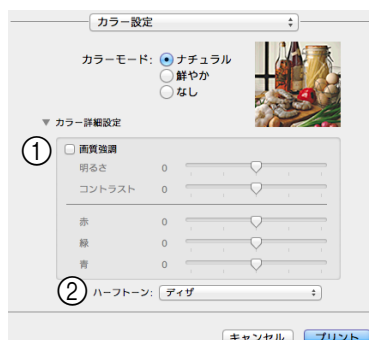 カラー設定
カラーモード: ナチュラル
鮮やか
なし
カラー詳細設定
① 画質強調
明るさ 0
コントラスト 0
赤 0
緑 0
青 0
② ハーフトーン: ディザ
キャンセル プリント